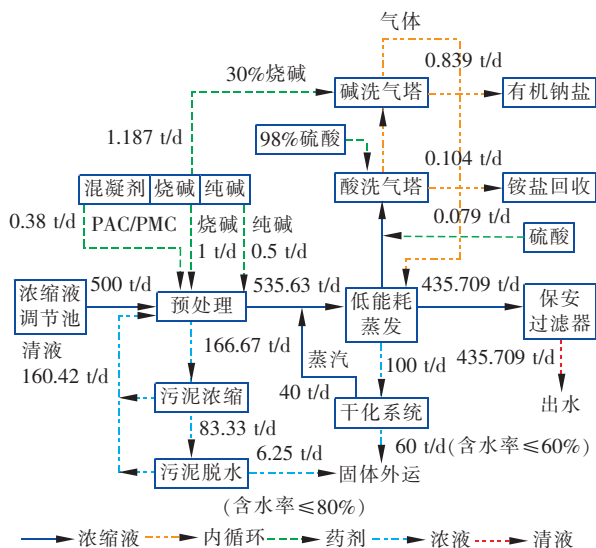 气体
30%烧碱
碱洗气塔
0.839 t/d
有机钠盐
1.187 t/d
98%硫酸
0.104 t/d
混凝剂
烧碱
纯碱
酸洗气塔
铵盐回收
0.38 t/d
PAC/PMC
烧碱
1 t/d
纯碱
0.5 t/d
0.079 t/d
硫酸
浓缩液
调节池
500 t/d
预处理
535.63 t/d
低能耗
蒸发
435.709 t/d
保安
过滤器
清液
160.42 t/d
166.67 t/d
蒸汽
40 t/d
100 t/d
435.709 t/d
污泥浓缩
干化系统
出水
83.33 t/d
60 t/d(含水率≤60%)
污泥脱水
6.25 t/d
固体外运
(含水率≤80%)
浓缩液
内循环
药剂
浓液
清液